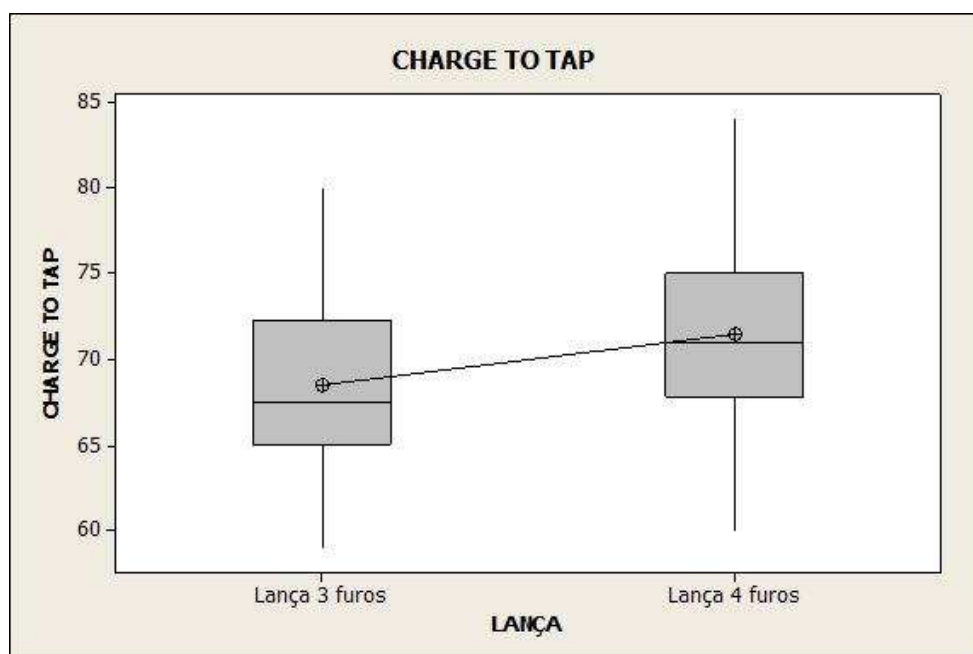 CHARGE TO TAP
85
80
75
70
65
60
CHARGE TO TAP
Lança 3 furos
Lança 4 furos
LANÇA